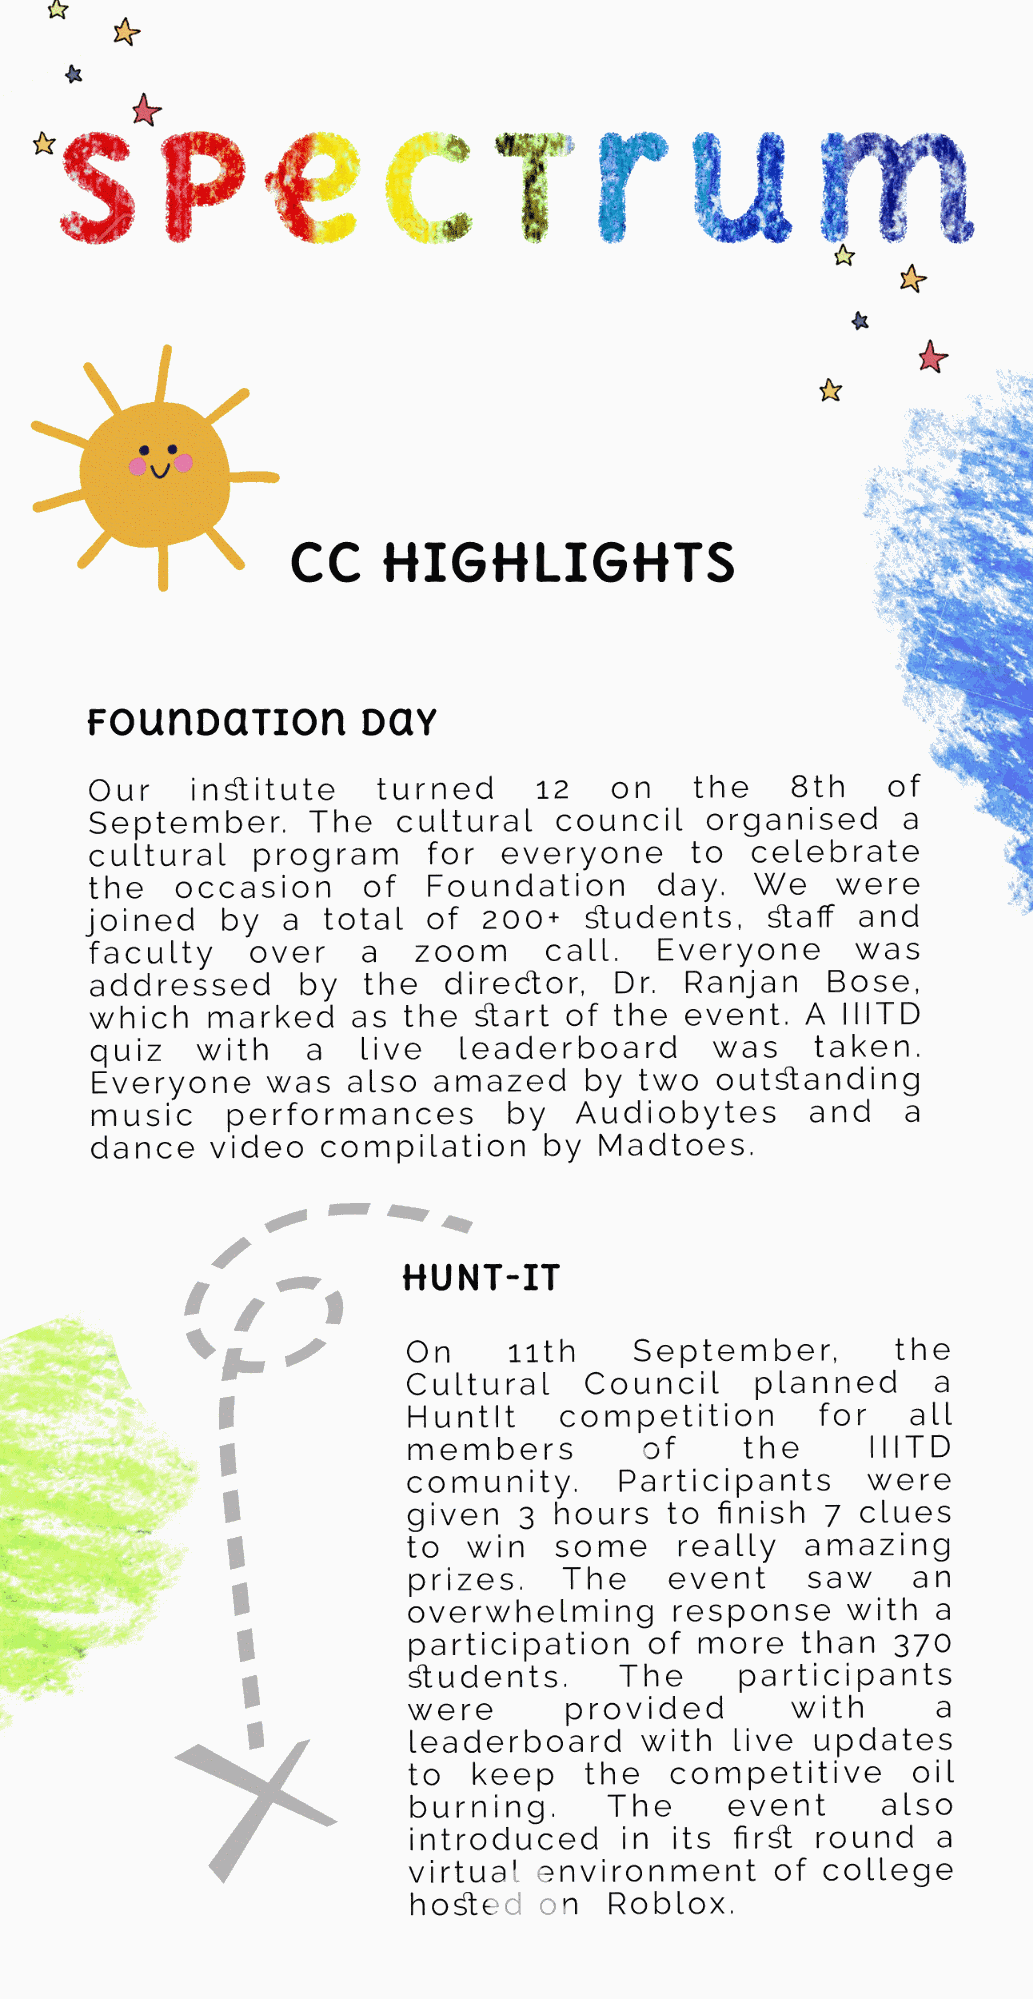 specTrum
CC HIGHLIGHTS
FOUNDATION DAY
Our institute turned 12 on the 8th of
September. The cultural council organised a
cultural program for everyone to celebrate
the occasion of Foundation day. We were
joined by a total of 200+ students, staff and
faculty over a zoom call. Everyone was
addressed by the director, Dr. Ranjan Bose,
which marked as the start of the event. A IIITD
quiz with a live leaderboard was taken.
Everyone was also amazed by two outstanding
music performances by Audiobytes and a
dance video compilation by Madtoes.
HUNT-IT
On 11th September, the
Cultural Council planned a
HuntIt competition for all
members of the IIITD
comunity. Participants were
given 3 hours to finish 7 clues
to win some really amazing
prizes. The event saw an
overwhelming response with a
participation of more than 370
students. The participants
were provided with a
leaderboard with live updates
to keep the competitive oil
burning. The event also
introduced in its first round a
virtual environment of college
hosted on Roblox.